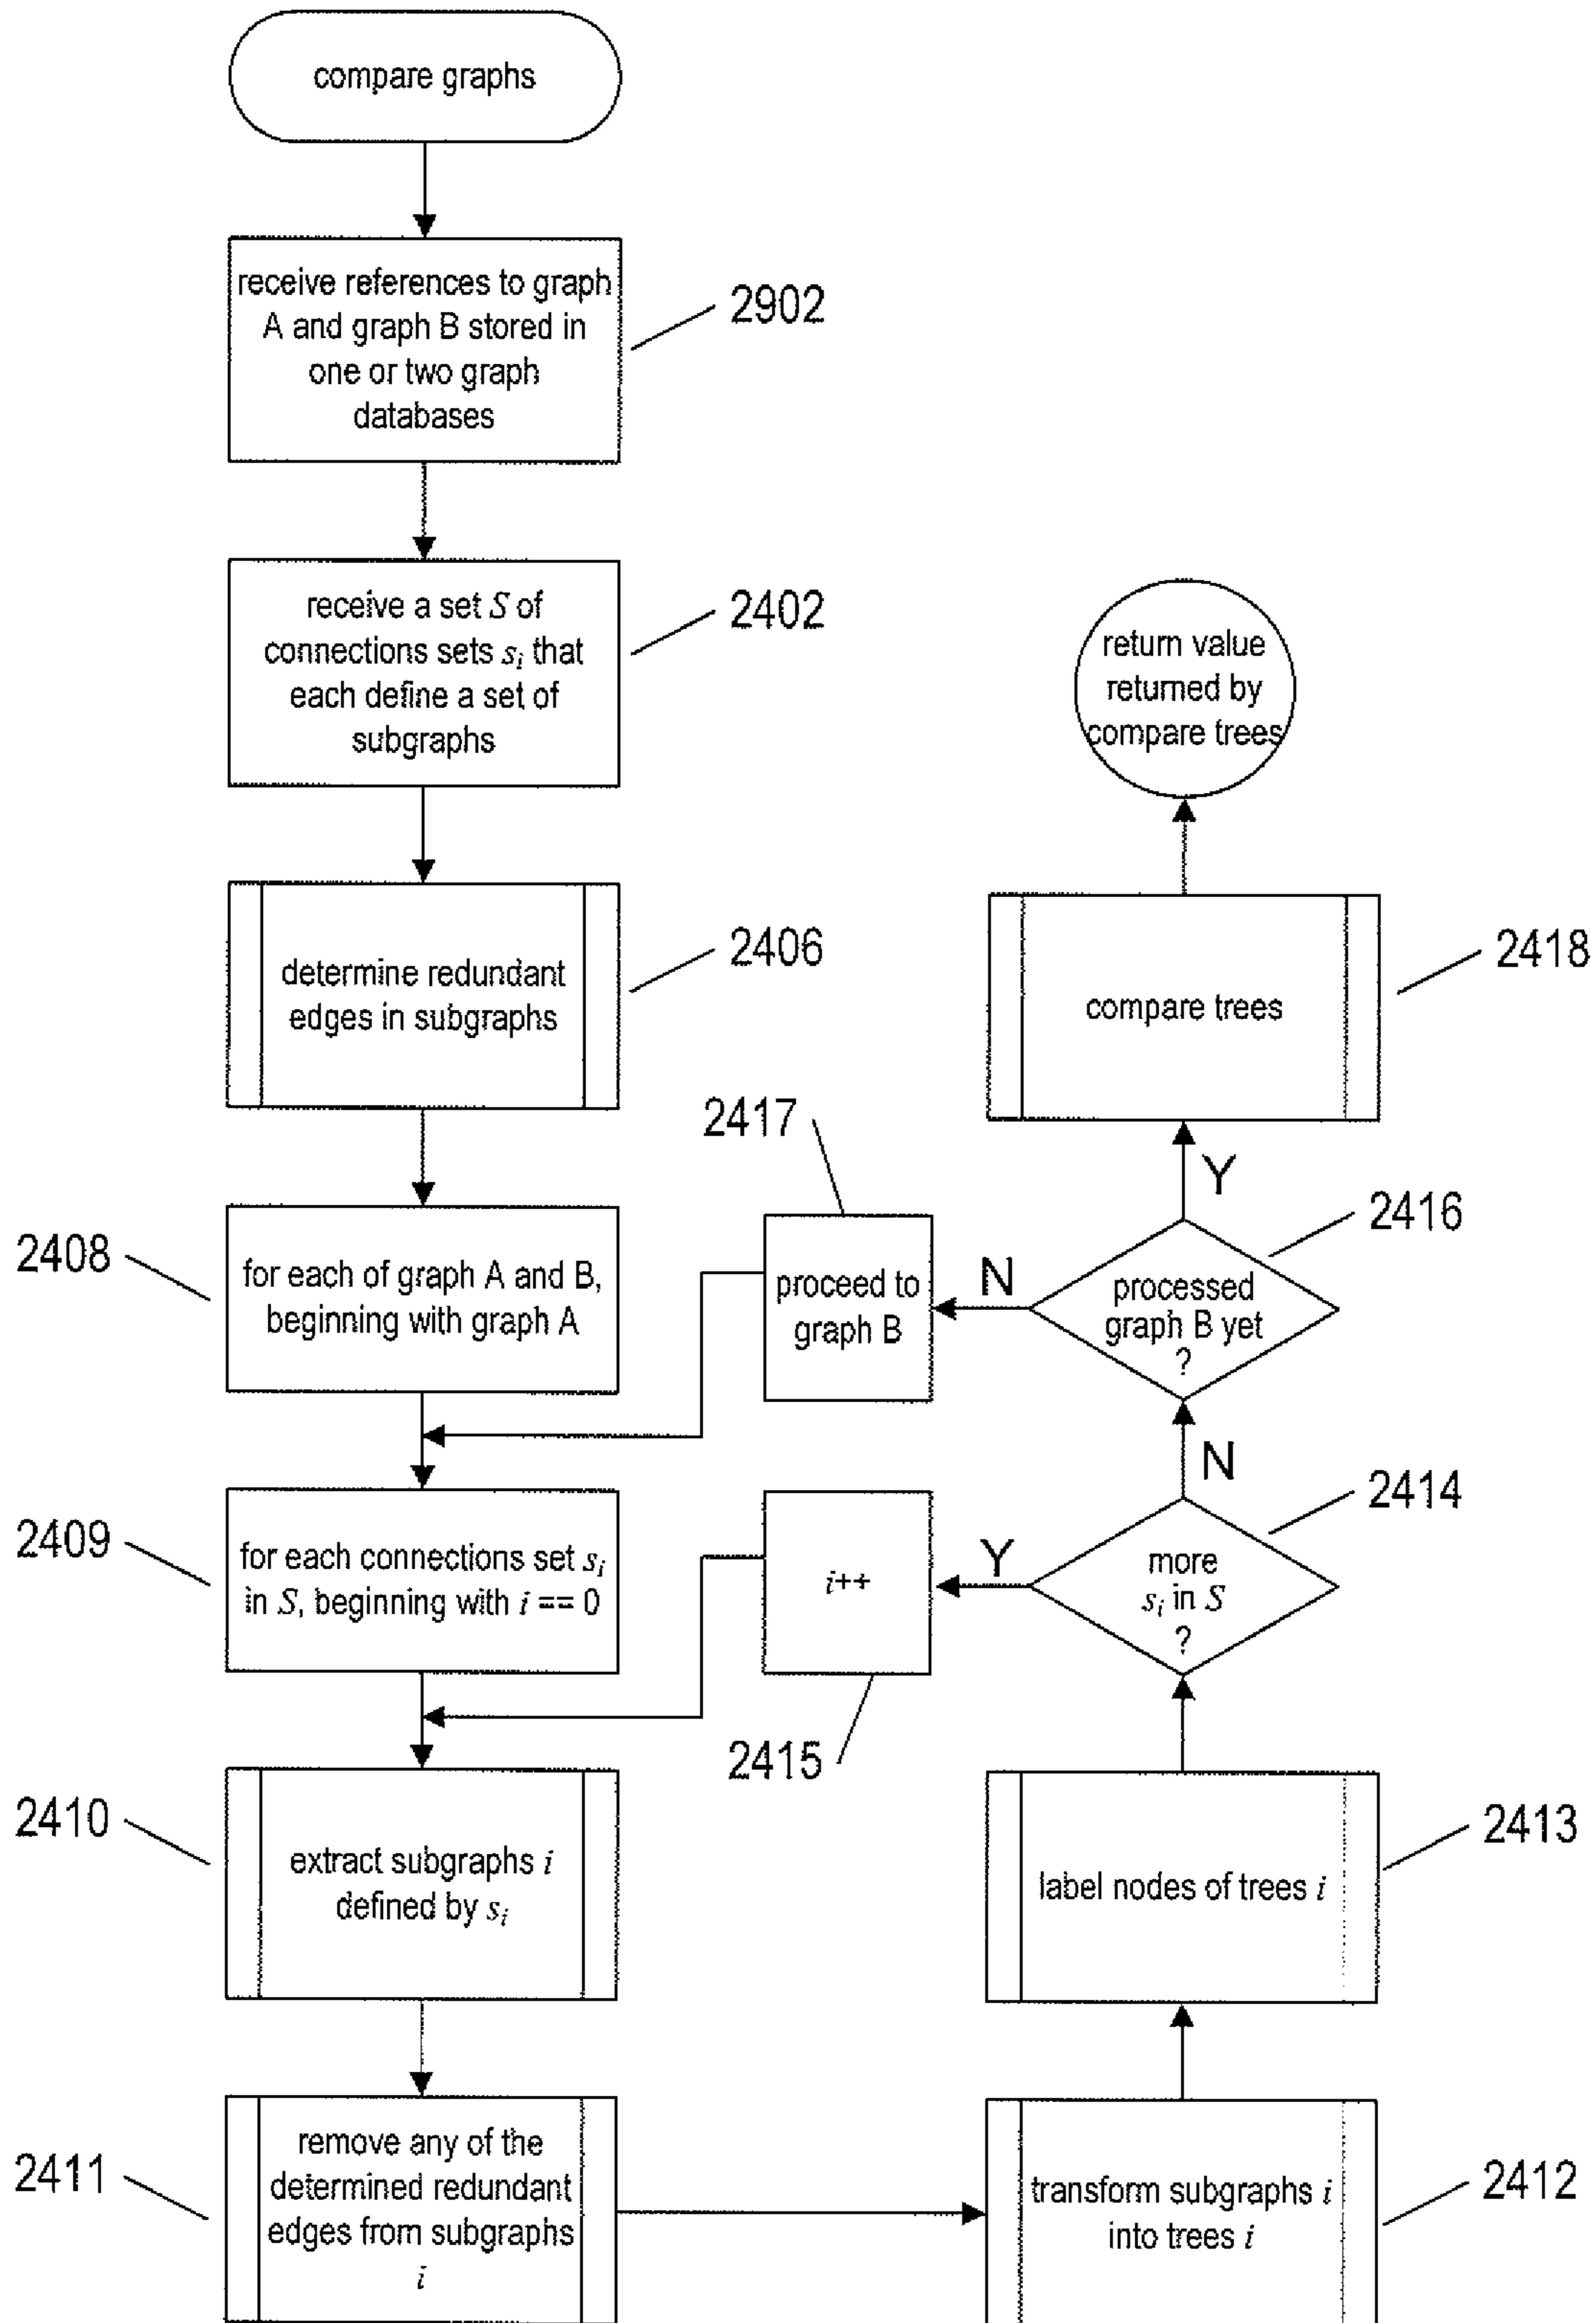 compare graphs
receive references to graph
A and graph B stored in
one or two graph
databases
2902
receive a set S of
connections sets si that
each define a set of
subgraphs
2402
determine redundant
edges in subgraphs
2406
for each of graph A and B,
beginning with graph A
2408
for each connections set si
in S, beginning with i == 0
2409
extract subgraphs i
defined by si
2410
remove any of the
determined redundant
edges from subgraphs
i
2411
transform subgraphs i
into trees i
2412
label nodes of trees i
2413
more
si in S
?
2414
Y
i++
2415
N
processed
graph B yet
?
2416
N
proceed to
graph B
2417
Y
compare trees
2418
return value
returned by
compare trees